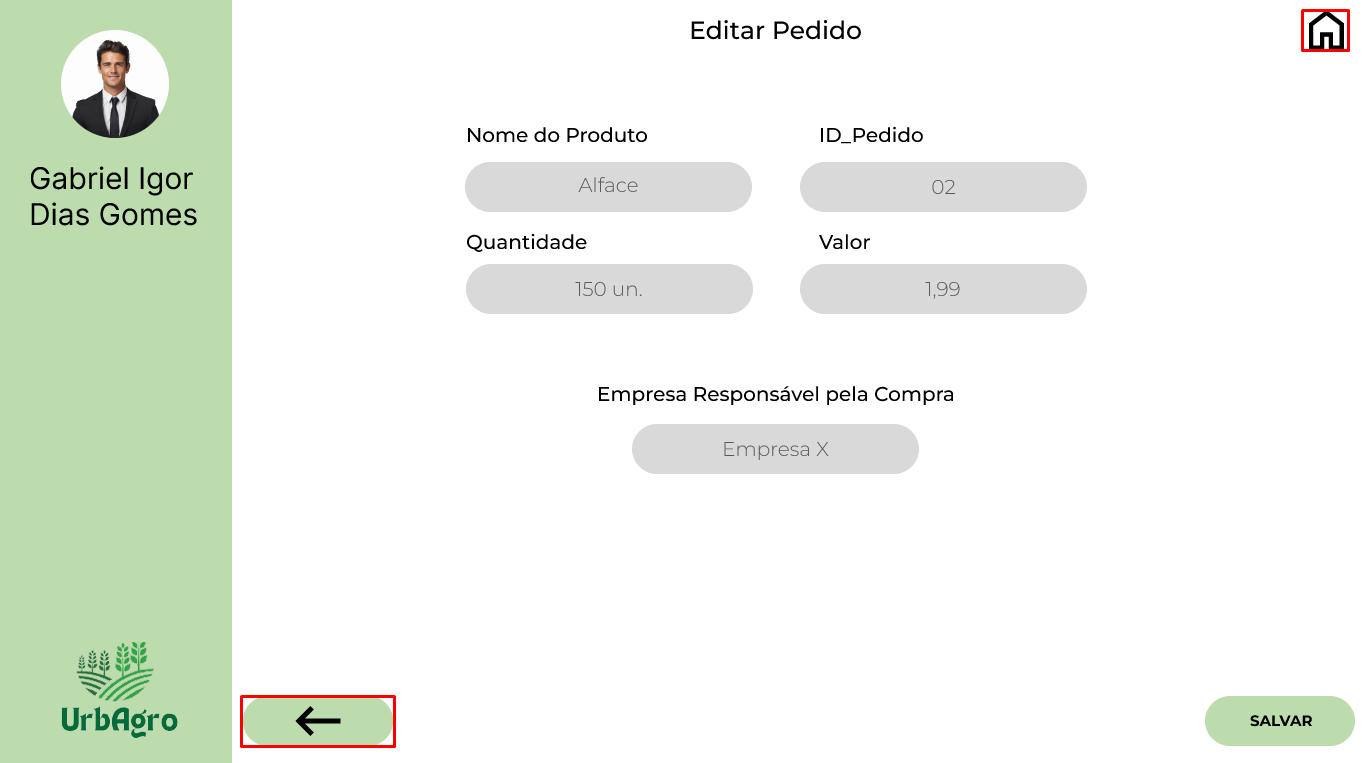 Editar Pedido
Gabriel Igor
Dias Gomes
Nome do Produto
ID_Pedido
Alface
02
Quantidade
Valor
150 un.
1,99
Empresa Responsável pela Compra
Empresa X
UrbAgro
SALVAR